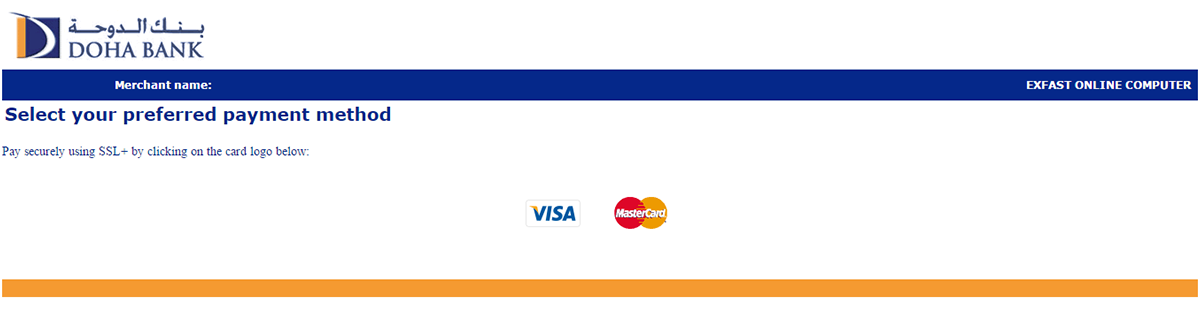 بنك الدوحة
DOHA BANK
Merchant name: EXFAST ONLINE COMPUTER
Select your preferred payment method
Pay securely using SSL+ by clicking on the card logo below:
VISA MasterCard